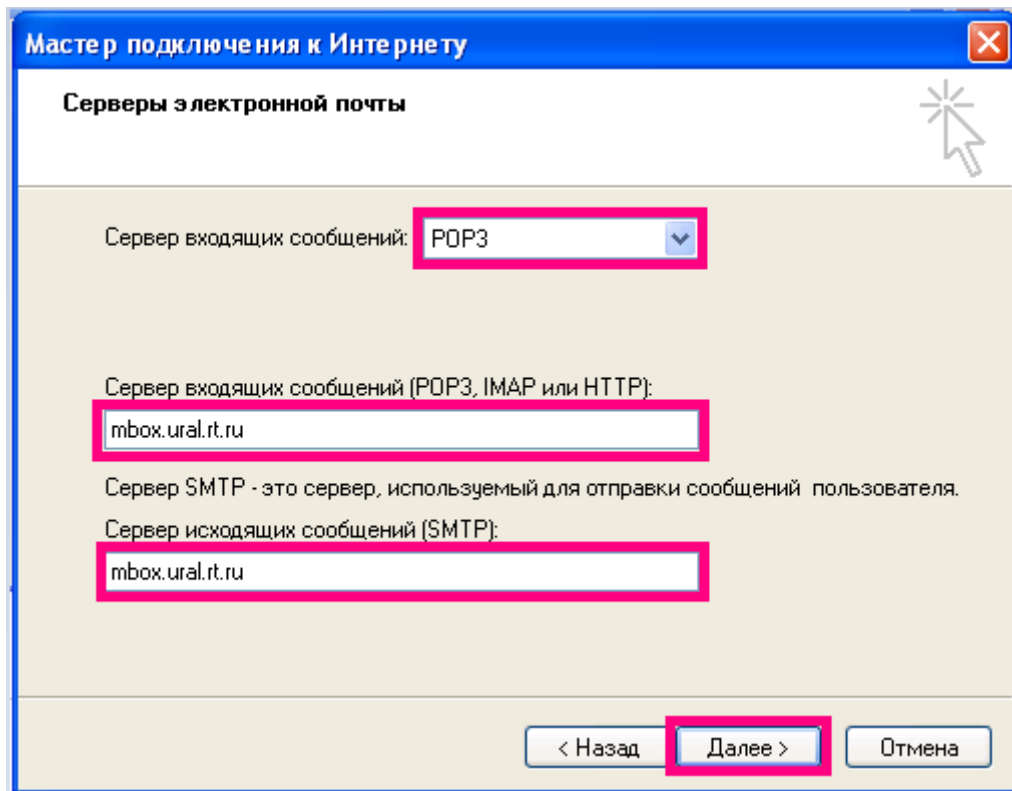 Мастер подключения к Интернету
Серверы электронной почты
Сервер входящих сообщений: POP3
Сервер входящих сообщений (POP3, IMAP или HTTP):
mbox.ural.rt.ru
Сервер SMTP - это сервер, используемый для отправки сообщений пользователя.
Сервер исходящих сообщений (SMTP):
mbox.ural.rt.ru
< Назад Далее > Отмена